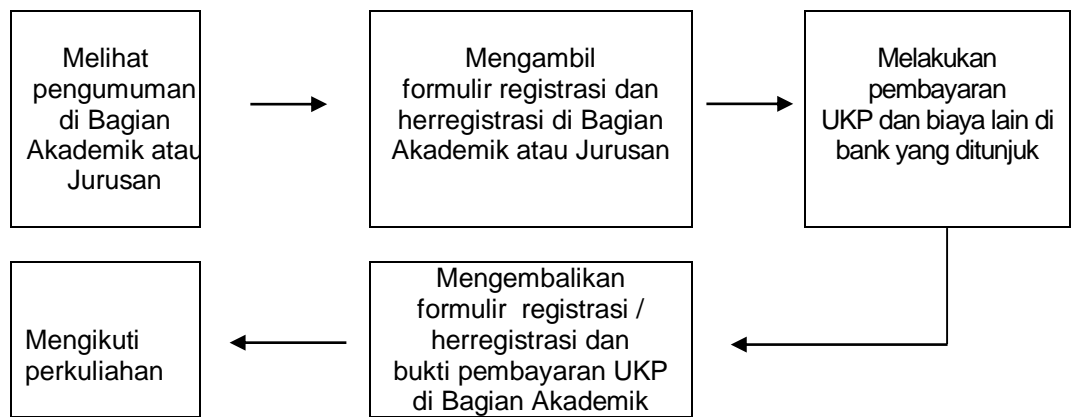 Melihat
pengumuman
di Bagian
Akademik atau
Jurusan
Mengambil
formulir registrasi dan
herregistrasi di Bagian
Akademik atau Jurusan
Melakukan
pembayaran
UKP dan biaya lain di
bank yang ditunjuk
Mengembalikan
formulir registrasi /
herregistrasi dan
bukti pembayaran UKP
di Bagian Akademik
Mengikuti
perkuliahan